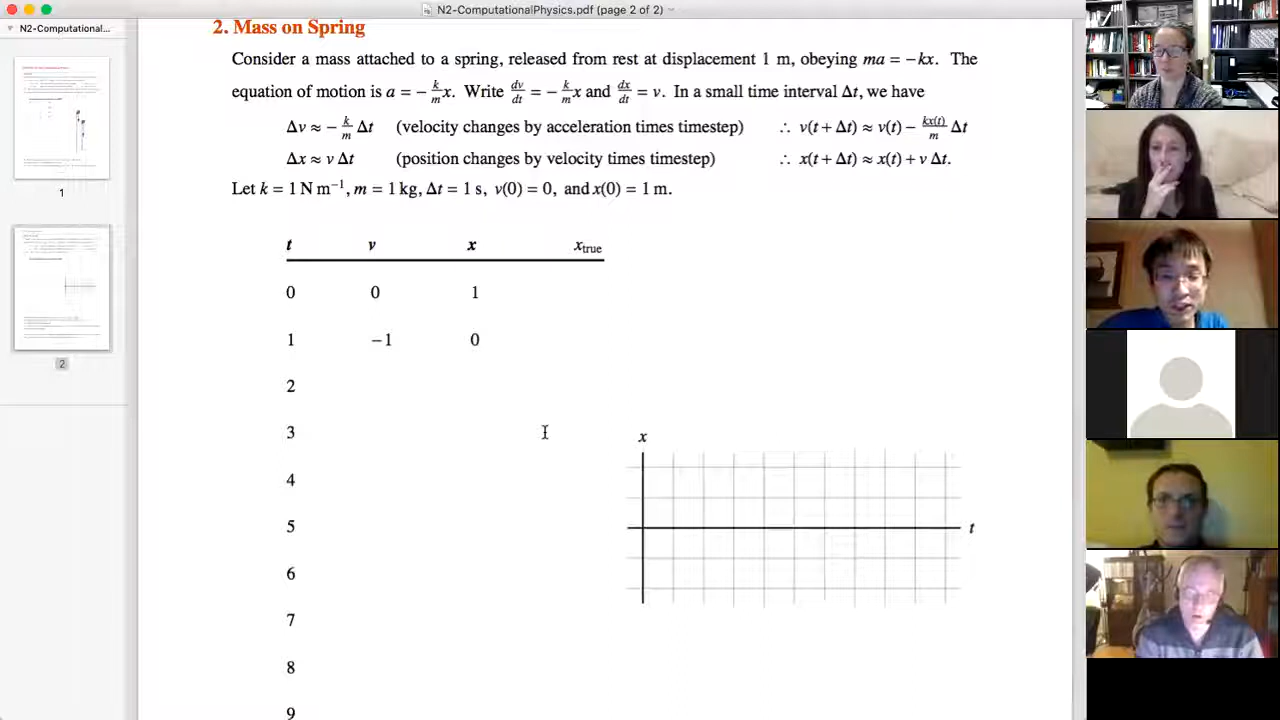 N2-ComputationalPhysics.pdf (page 2 of 2)
N2-Computational...
1
2
2. Mass on Spring
Consider a mass attached to a spring, released from rest at displacement 1 m, obeying ma = −kx. The
equation of motion is a = −k/m x. Write dv/dt = −k/m x and dx/dt = v. In a small time interval Δt, we have
Δv ≈ − k/m Δt (velocity changes by acceleration times timestep) ∴ v(t + Δt) ≈ v(t) − kx(t)/m Δt
Δx ≈ v Δt (position changes by velocity times timestep) ∴ x(t + Δt) ≈ x(t) + v Δt.
Let k = 1 N m⁻¹, m = 1 kg, Δt = 1 s, v(0) = 0, and x(0) = 1 m.
t v x xtrue
0 0 1
1 −1 0
2
3
4
5
6
7
8
9
x
t